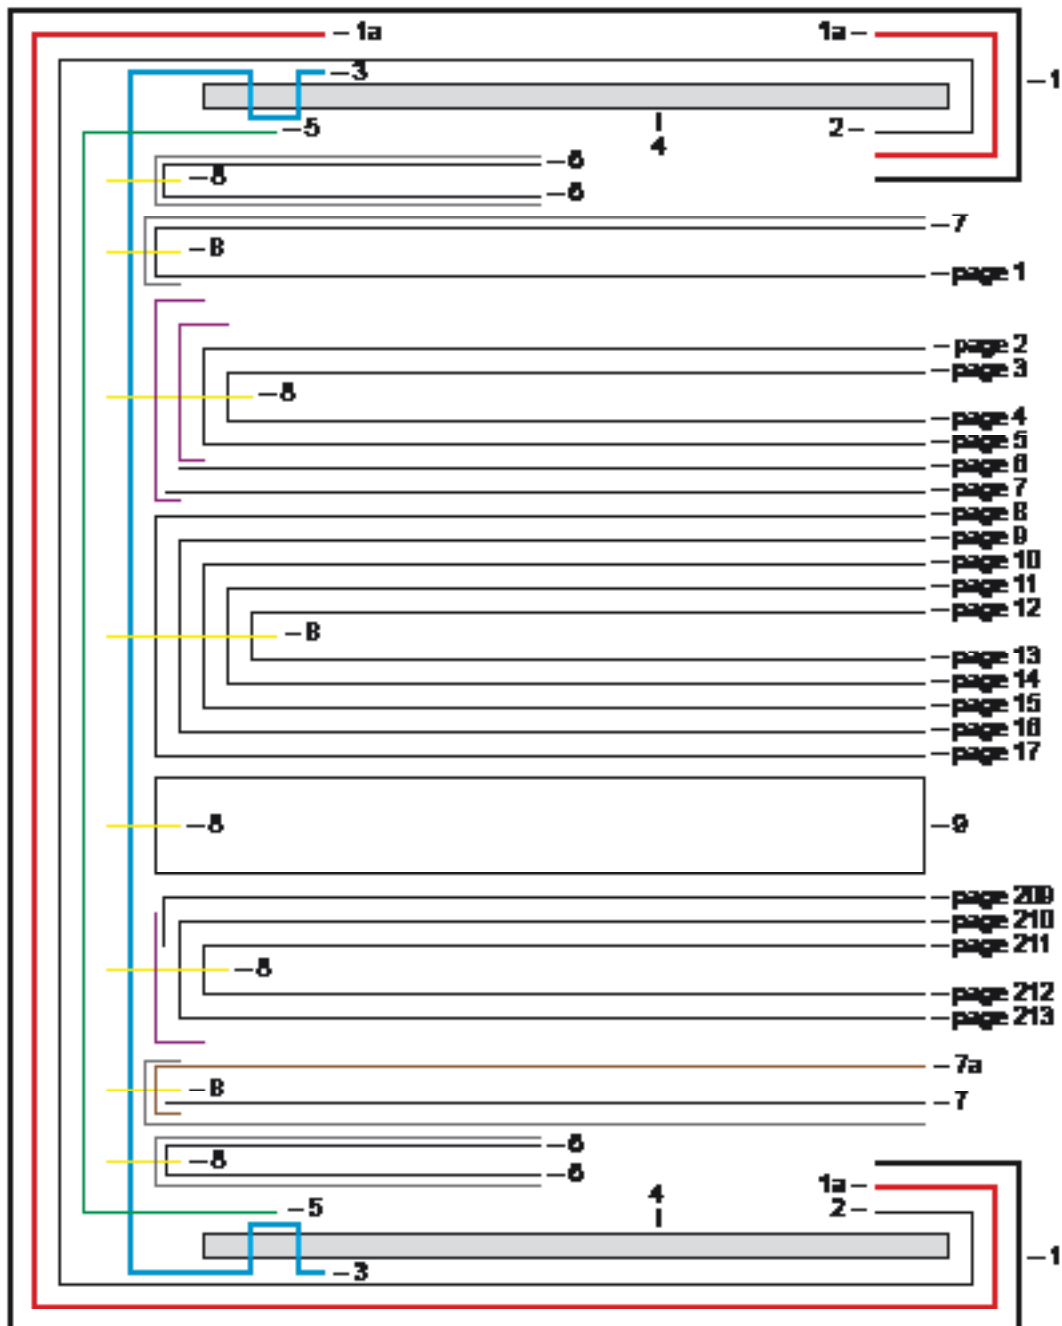 – 1a 1a –
– 3
– 1
– 5 2 –
4
– 6
– 8
– 6
– 7
– 8
– page 1
– page 2
– page 3
– 8
– page 4
– page 5
– page 6
– page 7
– page 8
– page 9
– page 10
– page 11
– page 12
– 8
– page 13
– page 14
– page 15
– page 16
– page 17
– 8 – 9
– page 209
– page 210
– page 211
– 8
– page 212
– page 213
– 7a
– 8
– 7
– 6
– 8
– 6
1a –
4
– 5 2 –
– 1
– 3